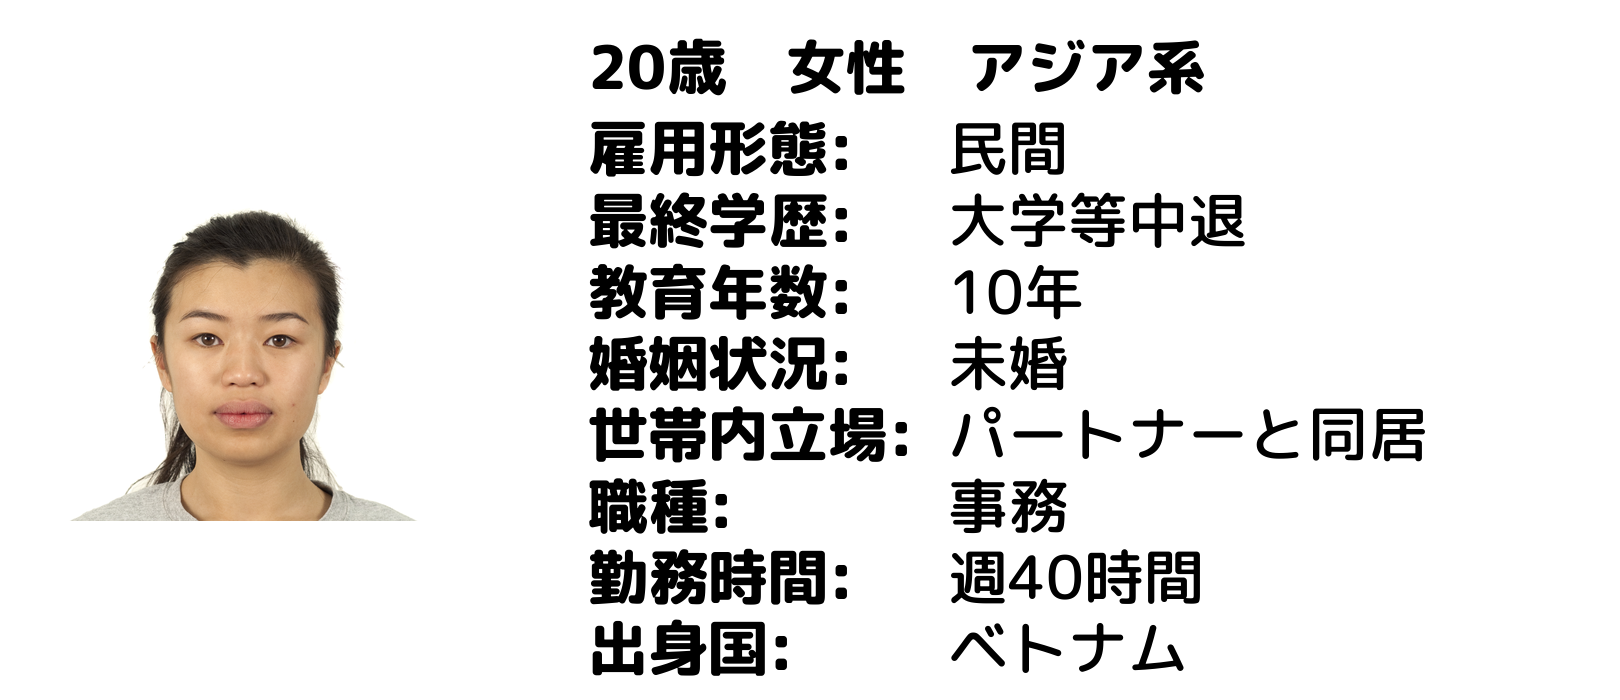 20歳　女性　アジア系
雇用形態:　民間
最終学歴:　大学等中退
教育年数:　10年
婚姻状況:　未婚
世帯内立場:　パートナーと同居
職種:　事務
勤務時間:　週40時間
出身国:　ベトナム